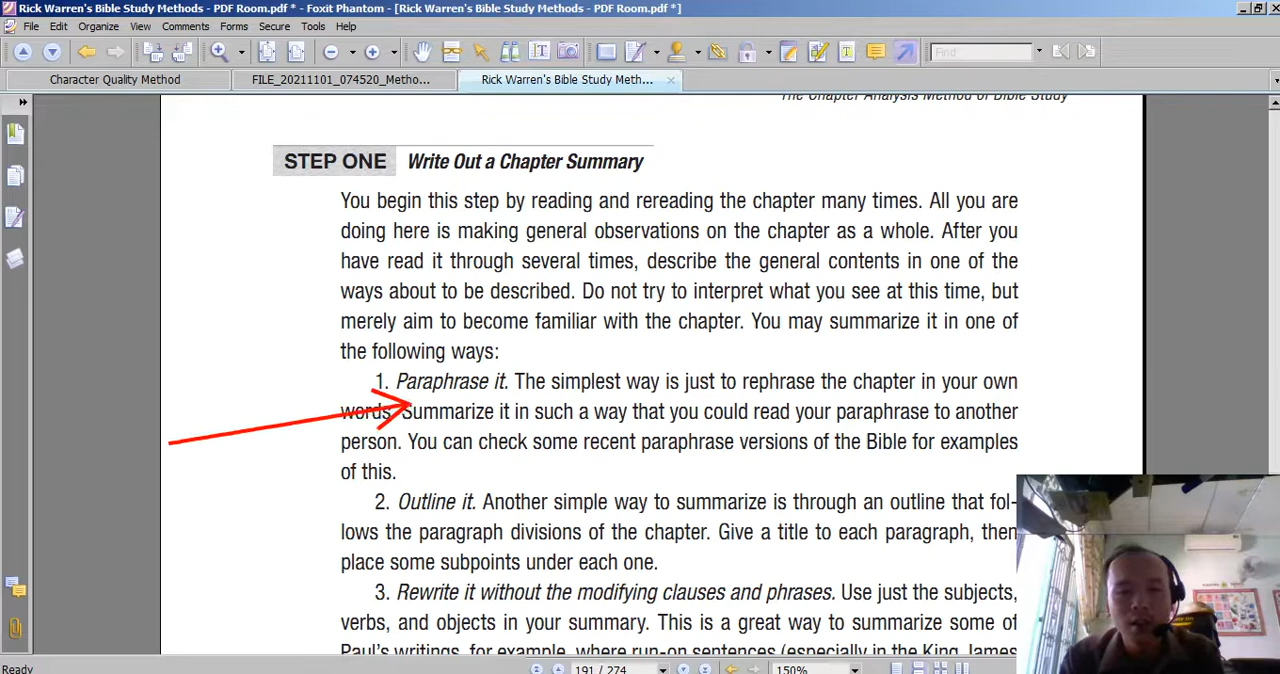 Rick Warren's Bible Study Methods - PDF Room.pdf * - Foxit Phantom - [Rick Warren's Bible Study Methods - PDF Room.pdf *]
File Edit Organize View Comments Forms Secure Tools Help
Find
Character Quality Method FILE_20211101_074520_Metho... Rick Warren's Bible Study Meth...
The Chapter Analysis Method of Bible Study
STEP ONE Write Out a Chapter Summary
You begin this step by reading and rereading the chapter many times. All you are
doing here is making general observations on the chapter as a whole. After you
have read it through several times, describe the general contents in one of the
ways about to be described. Do not try to interpret what you see at this time, but
merely aim to become familiar with the chapter. You may summarize it in one of
the following ways:
1. Paraphrase it. The simplest way is just to rephrase the chapter in your own
words. Summarize it in such a way that you could read your paraphrase to another
person. You can check some recent paraphrase versions of the Bible for examples
of this.
2. Outline it. Another simple way to summarize is through an outline that fol-
lows the paragraph divisions of the chapter. Give a title to each paragraph, then
place some subpoints under each one.
3. Rewrite it without the modifying clauses and phrases. Use just the subjects,
verbs, and objects in your summary. This is a great way to summarize some of
Paul's writings, for example, where run-on sentences (especially in the King James
Ready 191 / 274 150%